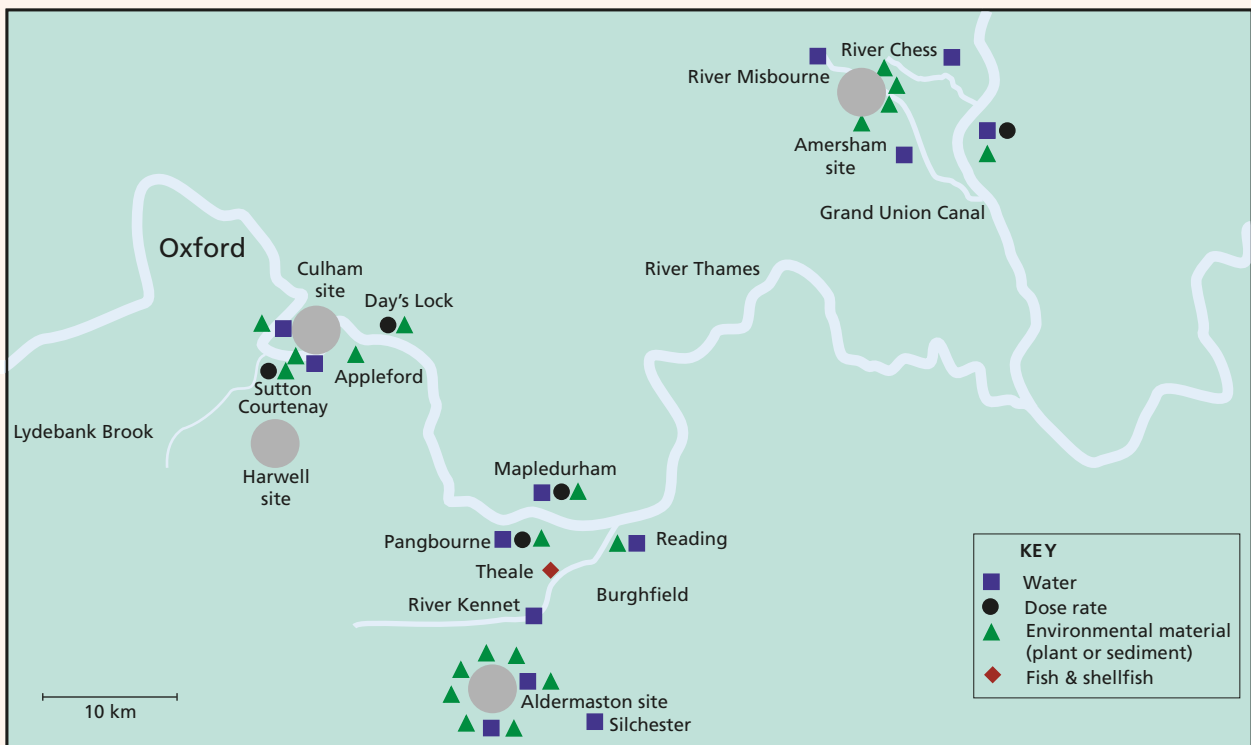 River Chess
River Misbourne
Amersham
site
Grand Union Canal
Oxford
Culham
site
River Thames
Day's Lock
Appleford
Sutton
Courtenay
Lydebank Brook
Harwell
site
Mapledurham
Pangbourne
Reading
Theale
Burghfield
River Kennet
Aldermaston site
Silchester
10 km
KEY
Water
Dose rate
Environmental material
(plant or sediment)
Fish & shellfish